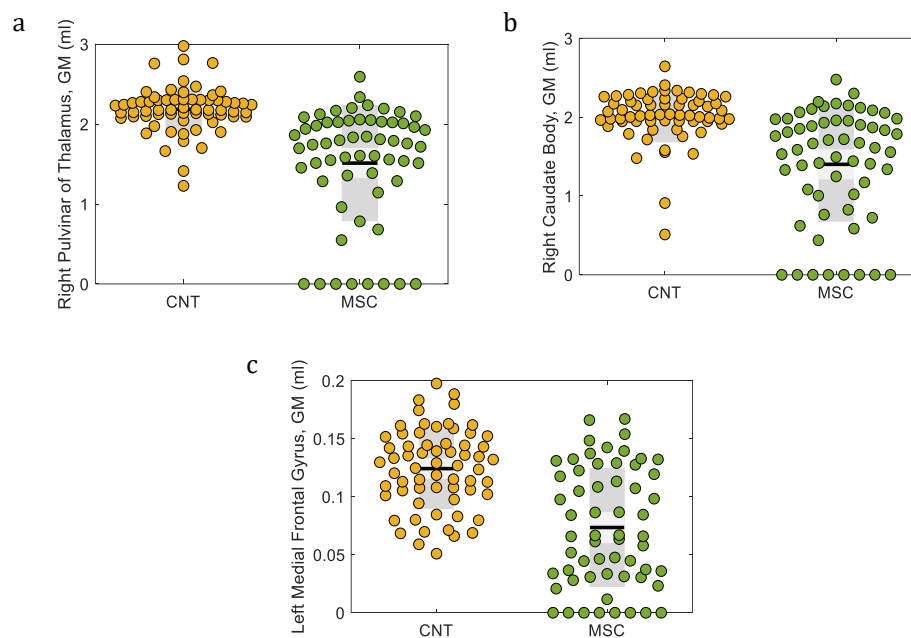 a
Right Pulvinar of Thalamus, GM (ml)
3
2
1
0
CNT
MSC
b
Right Caudate Body, GM (ml)
3
2
1
0
CNT
MSC
c
Left Medial Frontal Gyrus, GM (ml)
0.2
0.15
0.1
0.05
0
CNT
MSC